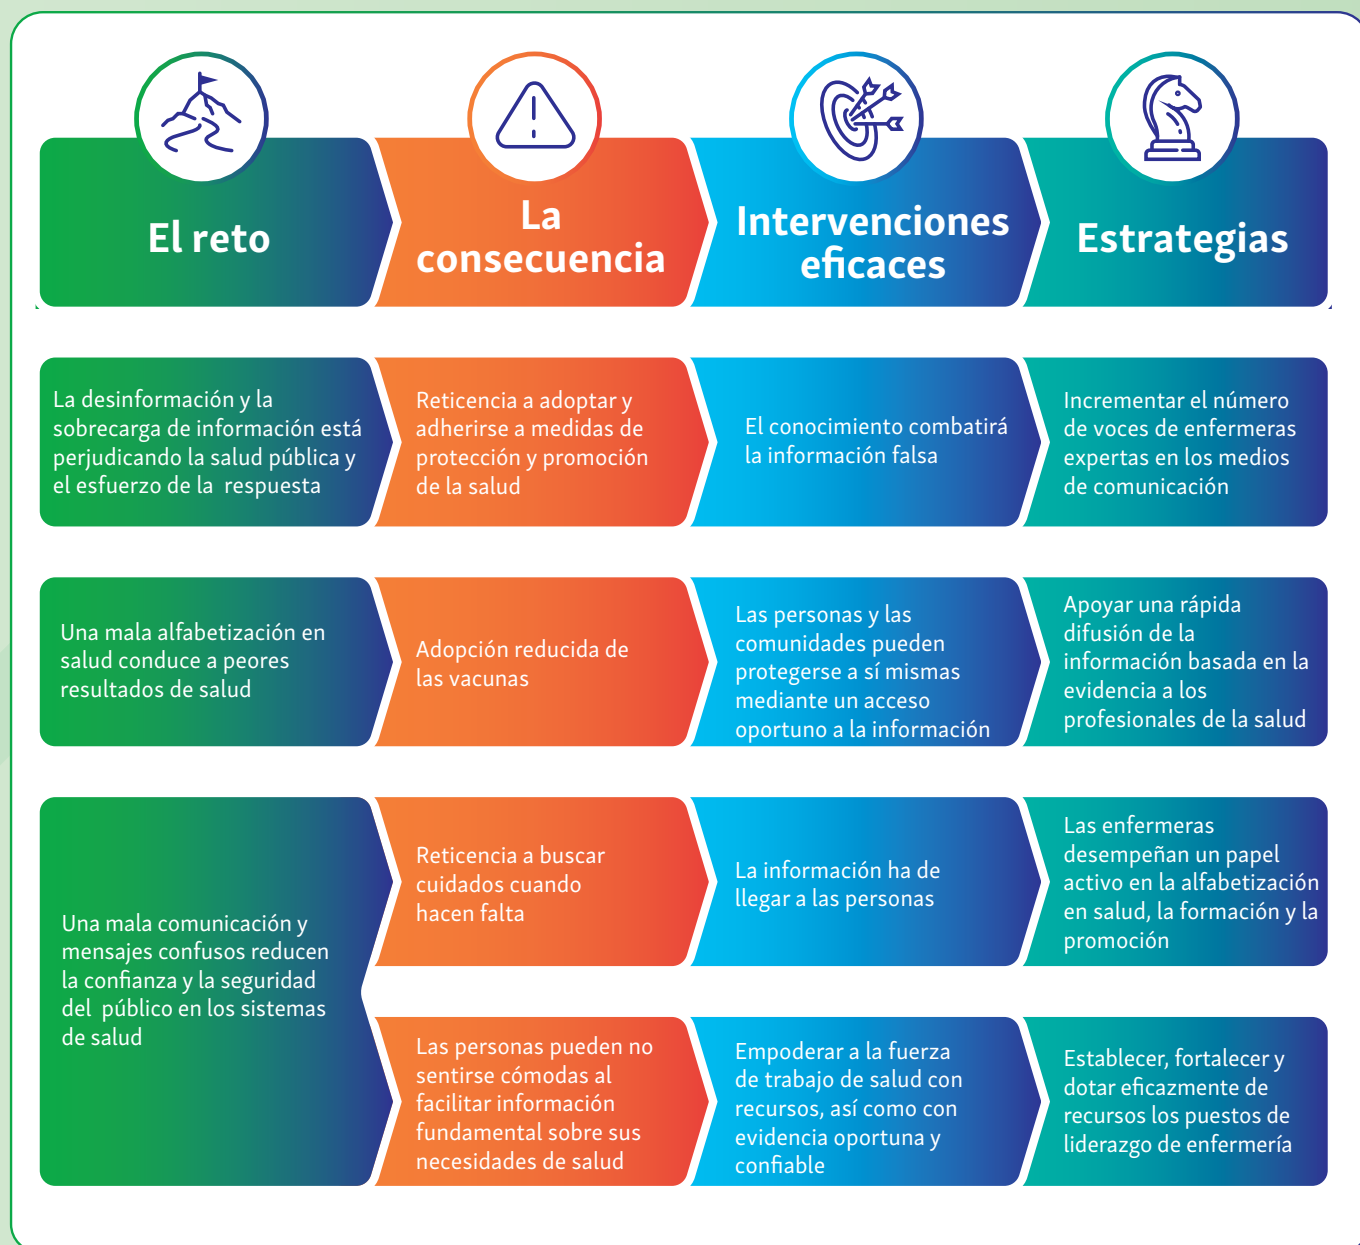 El reto
La
consecuencia
Intervenciones
eficaces
Estrategias
La desinformación y la
sobrecarga de información está
perjudicando la salud pública y
el esfuerzo de la respuesta
Reticencia a adoptar y
adherirse a medidas de
protección y promoción
de la salud
El conocimiento combatirá
la información falsa
Incrementar el número
de voces de enfermeras
expertas en los medios
de comunicación
Una mala alfabetización en
salud conduce a peores
resultados de salud
Adopción reducida de
las vacunas
Las personas y las
comunidades pueden
protegerse a sí mismas
mediante un acceso
oportuno a la información
Apoyar una rápida
difusión de la
información basada en la
evidencia a los
profesionales de la salud
Una mala comunicación y
mensajes confusos reducen
la confianza y la seguridad
del público en los sistemas
de salud
Reticencia a buscar
cuidados cuando
hacen falta
La información ha de
llegar a las personas
Las enfermeras
desempeñan un papel
activo en la alfabetización
en salud, la formación y la
promoción
Las personas pueden no
sentirse cómodas al
facilitar información
fundamental sobre sus
necesidades de salud
Empoderar a la fuerza
de trabajo de salud con
recursos, así como con
evidencia oportuna y
confiable
Establecer, fortalecer y
dotar eficazmente de
recursos los puestos de
liderazgo de enfermería